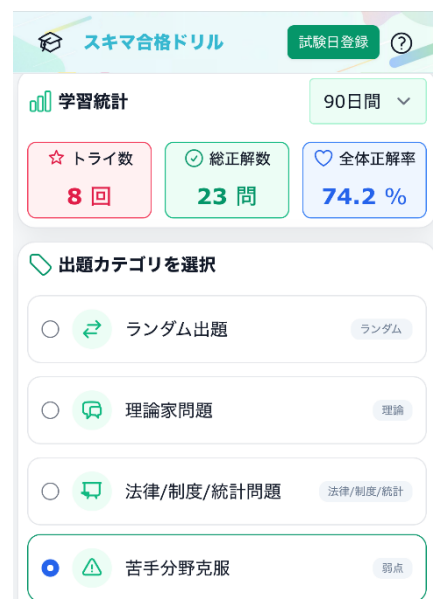 スキマ合格ドリル 試験日登録
学習統計 90日間
トライ数 総正解数 全体正解率
8 回 23 問 74.2 %
出題カテゴリを選択
ランダム出題 ランダム
理論家問題 理論
法律/制度/統計問題 法律/制度/統計
苦手分野克服 弱点